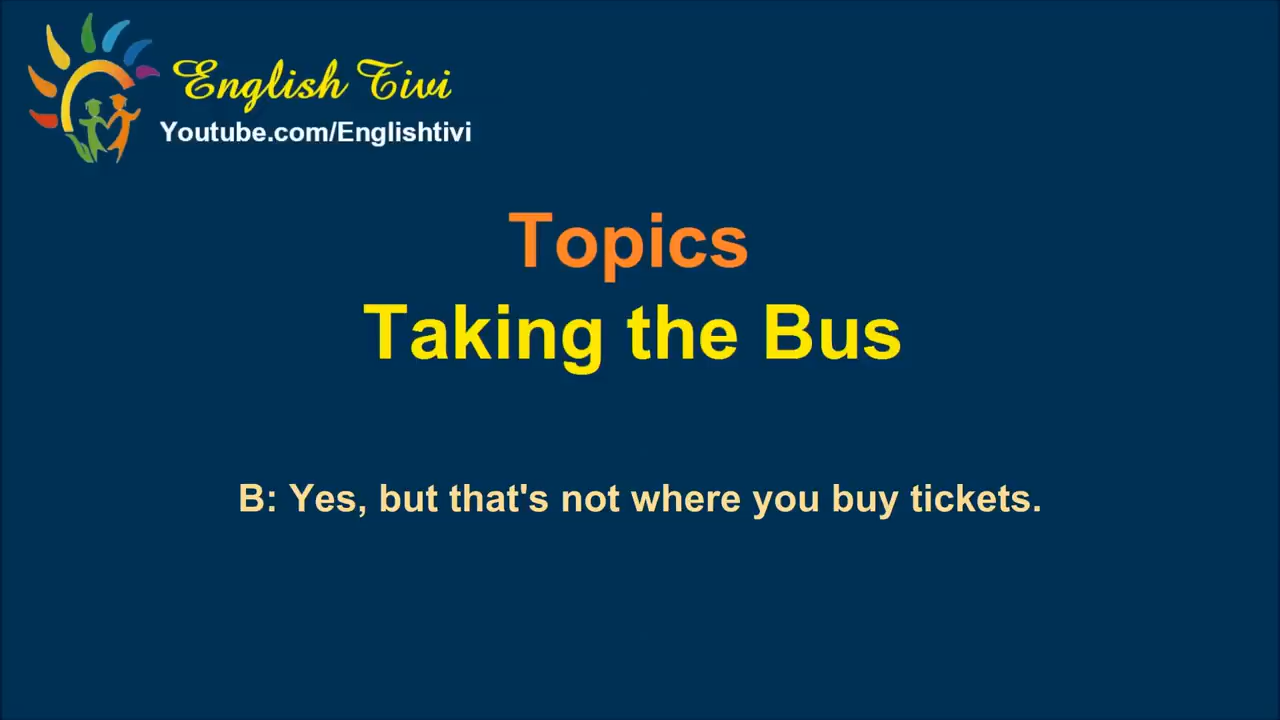 English Tivi
Youtube.com/Englishtivi
Topics
Taking the Bus
B: Yes, but that's not where you buy tickets.